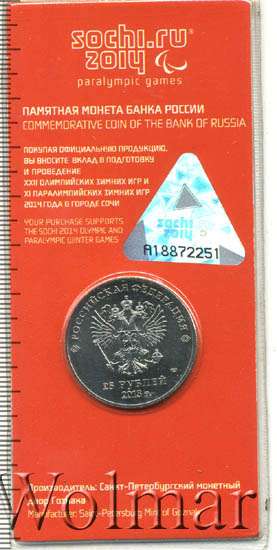 sochi.ru
2014
paralympic games
ПАМЯТНАЯ МОНЕТА БАНКА РОССИИ
COMMEMORATIVE COIN OF THE BANK OF RUSSIA
ПОКУПАЯ ОФИЦИАЛЬНУЮ ПРОДУКЦИЮ,
ВЫ ВНОСИТЕ ВКЛАД В ПОДГОТОВКУ
И ПРОВЕДЕНИЕ
XXII ОЛИМПИЙСКИХ ЗИМНИХ ИГР И
XI ПАРАЛИМПИЙСКИХ ЗИМНИХ ИГР
2014 ГОДА В ГОРОДЕ СОЧИ
YOUR PURCHASE SUPPORTS
THE SOCHI 2014 OLYMPIC AND
PARALYMPIC WINTER GAMES
sochi
2014
A18872251
РОССИЙСКАЯ ФЕДЕРАЦИЯ
25 РУБЛЕЙ
2013 г.
Производитель: Санкт-Петербургский монетный
двор Гознака
Manufacturer: Saint-Petersburg Mint of Goznak
Wolmar